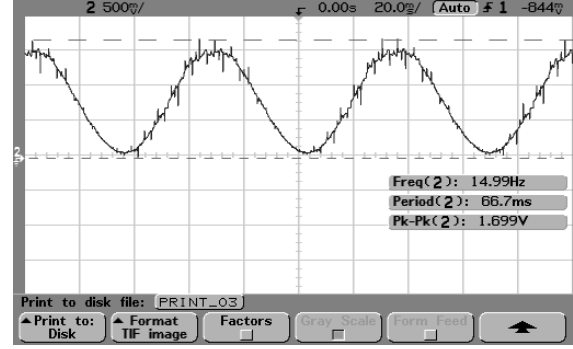 2 500㎷/ 0.00s 20.0㎳/ Auto 1 -844㎷
2
Freq(2): 14.99Hz
Period(2): 66.7ms
Pk-Pk(2): 1.699V
Print to disk file: PRINT_03
Print to: Disk
Format TIF image
Factors
Gray Scale
Form Feed